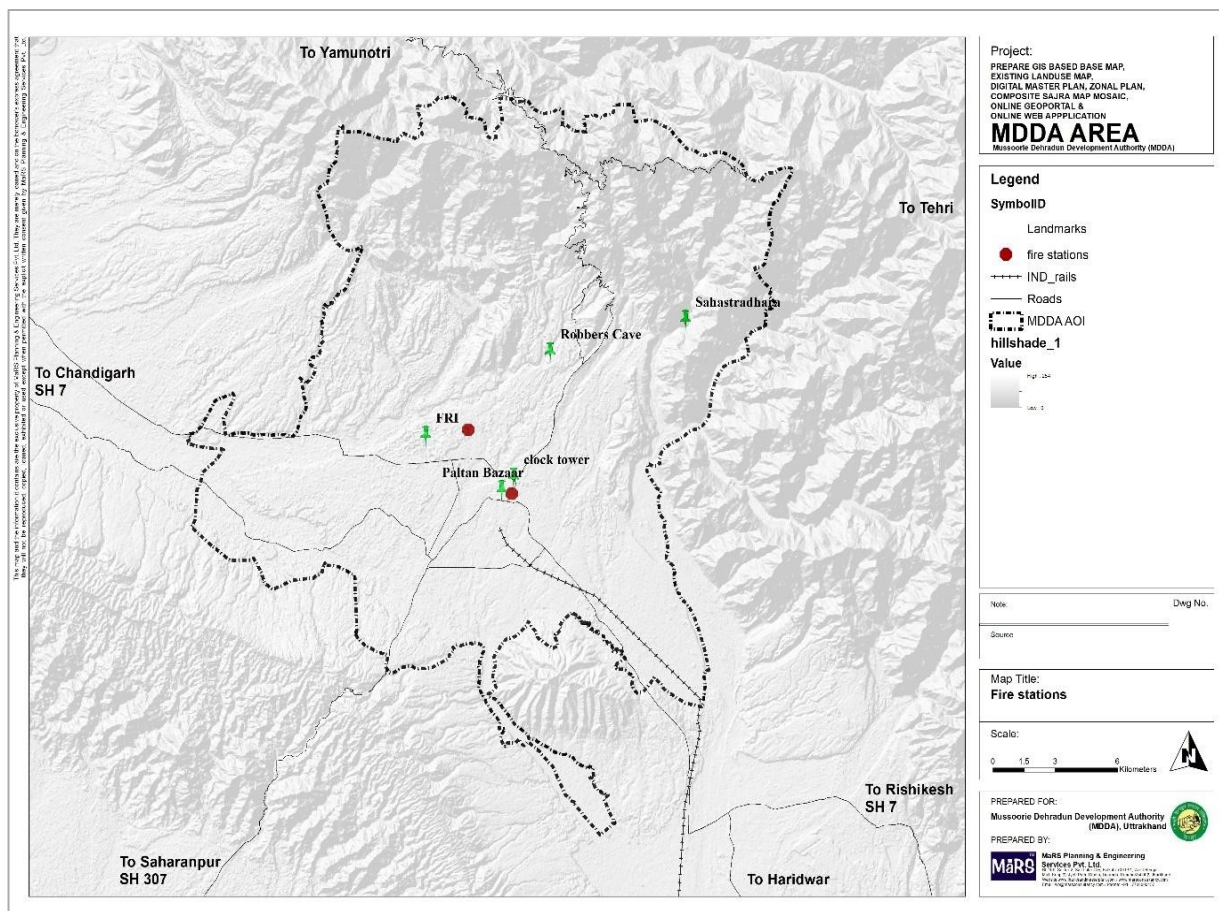 To Yamunotri
To Tehri
Sahastradhara
Robbers Cave
To Chandigarh
SH 7
FRI
clock tower
Paltan Bazaar
To Rishikesh
SH 7
To Saharanpur
SH 307
To Haridwar
Project:
PREPARE GIS BASED BASE MAP,
EXISTING LANDUSE MAP,
DIGITAL MASTER PLAN, ZONAL PLAN,
COMPOSITE SAJRA MAP MOSAIC,
ONLINE GEOPORTAL &
ONLINE WEB APPPLICATION
MDDA AREA
Mussoorie Dehradun Development Authority (MDDA)
Legend
SymbolID
Landmarks
fire stations
IND_rails
Roads
MDDA AOI
hillshade_1
Value
High : 254
Note:
Dwg No.
Source
Map Title:
Fire stations
Scale:
0 1.5 3 6
Kilometers
N
PREPARED FOR:
Mussoorie Dehradun Development Authority
(MDDA), Uttrakhand
PREPARED BY:
MaRS
MaRS Planning & Engineering
Services Pvt. Ltd.